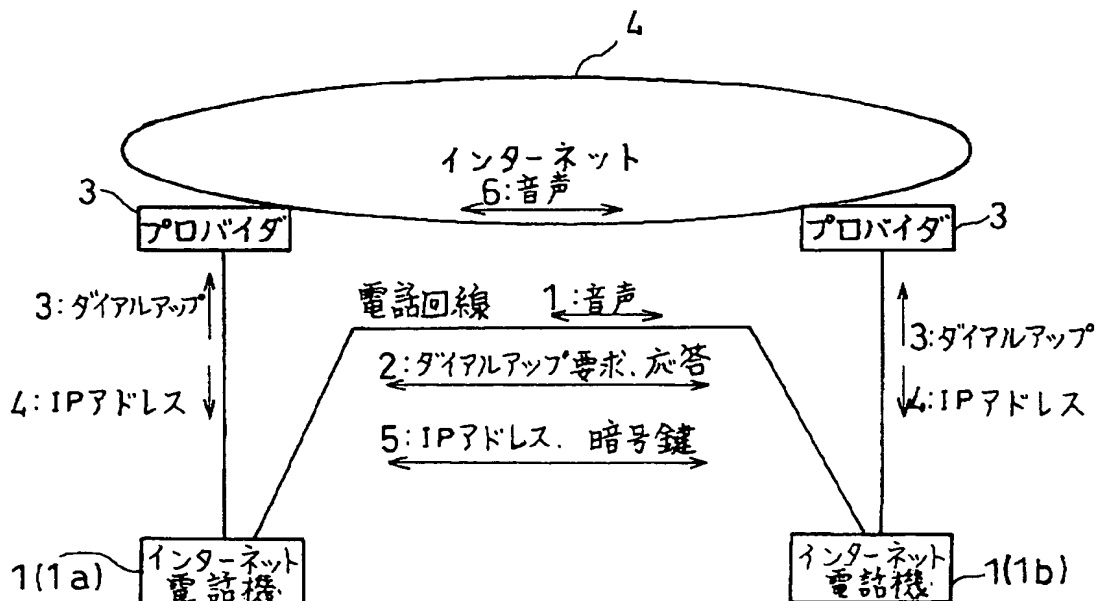 4
インターネット
6:音声
3
プロバイダ
プロバイダ
3
3:ダイアルアップ
電話回線
1:音声
3:ダイアルアップ
2:ダイアルアップ要求、応答
4:IPアドレス
4:IPアドレス
5:IPアドレス、暗号鍵
1(1a)
インターネット
電話機
インターネット
電話機
1(1b)